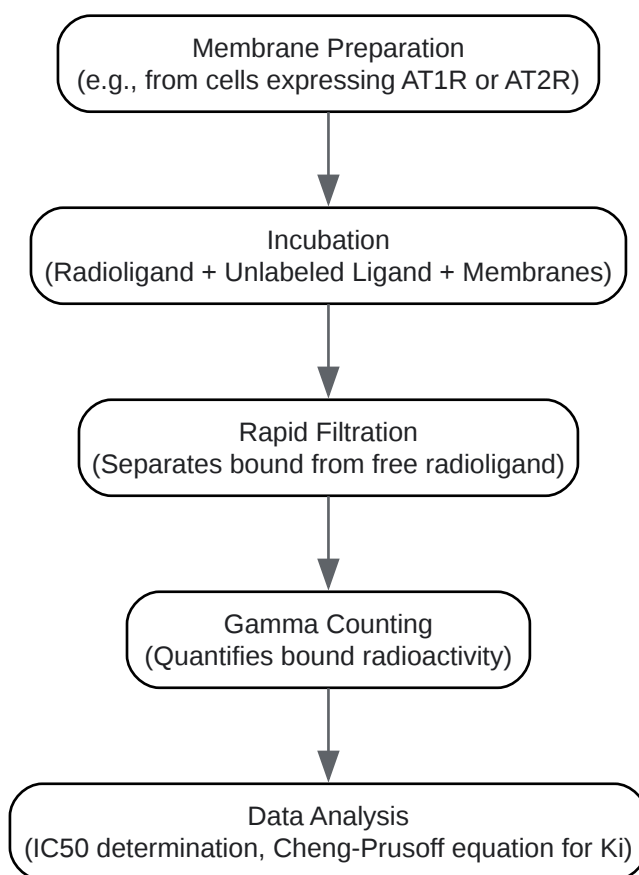 Membrane Preparation
(e.g., from cells expressing AT1R or AT2R)
Incubation
(Radioligand + Unlabeled Ligand + Membranes)
Rapid Filtration
(Separates bound from free radioligand)
Gamma Counting
(Quantifies bound radioactivity)
Data Analysis
(IC50 determination, Cheng-Prusoff equation for Ki)